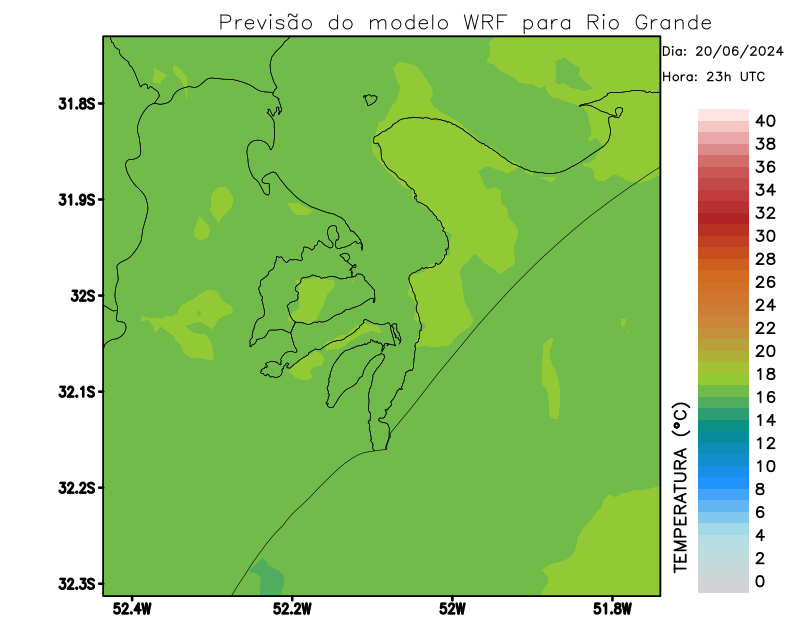 Previsão do modelo WRF para Rio Grande
Dia: 20/06/2024
Hora: 23h UTC
31.8S
31.9S
32S
32.1S
32.2S
32.3S
52.4W
52.2W
52W
51.8W
TEMPERATURA (°C)
40
38
36
34
32
30
28
26
24
22
20
18
16
14
12
10
8
6
4
2
0